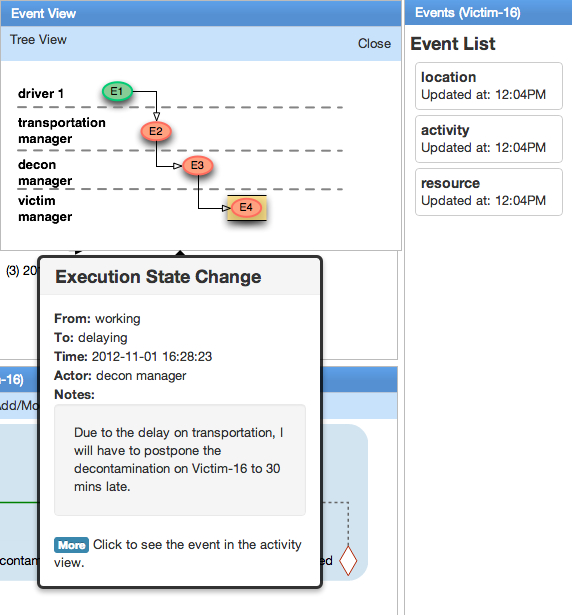 Event View
Tree View
Close
driver 1
E1
transportation
manager
E2
decon
manager
E3
victim
manager
E4
Events (Victim-16)
Event List
location
Updated at: 12:04PM
activity
Updated at: 12:04PM
resource
Updated at: 12:04PM
(3) 20
Execution State Change
From: working
To: delaying
Time: 2012-11-01 16:28:23
Actor: decon manager
Notes:
Due to the delay on transportation, I
will have to postpone the
decontamination on Victim-16 to 30
mins late.
More Click to see the event in the activity
view.
-16)
Add/Mo
contan
ed